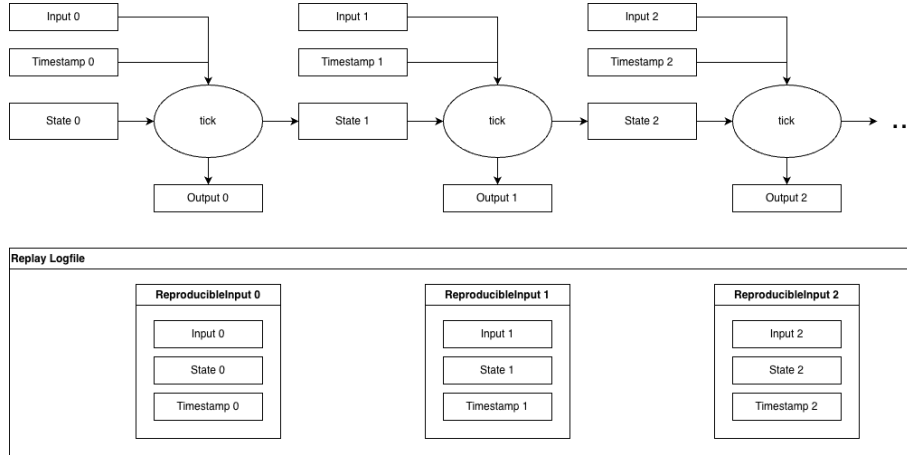 Input 0
Input 1
Input 2
Timestamp 0
Timestamp 1
Timestamp 2
State 0
tick
State 1
tick
State 2
tick
..
Output 0
Output 1
Output 2
Replay Logfile
ReproducibleInput 0
ReproducibleInput 1
ReproducibleInput 2
Input 0
Input 1
Input 2
State 0
State 1
State 2
Timestamp 0
Timestamp 1
Timestamp 2